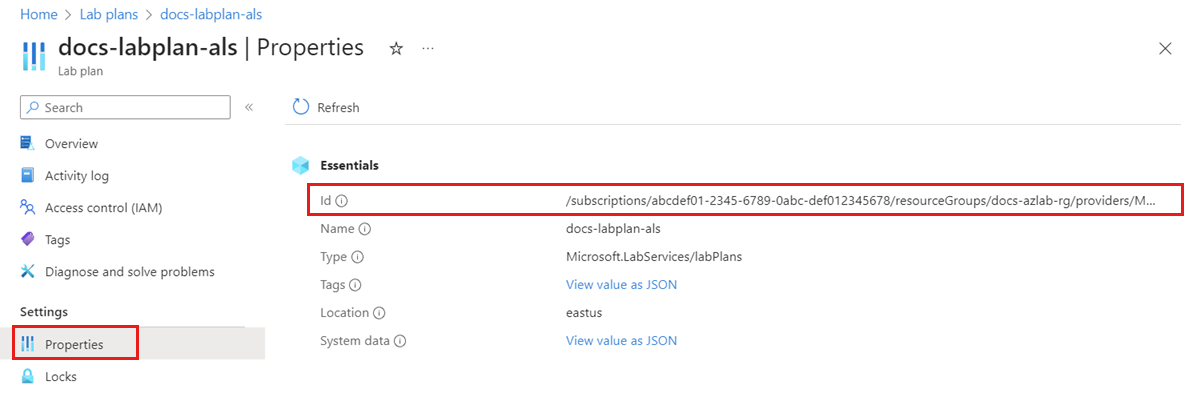 Home > Lab plans > docs-labplan-als
docs-labplan-als | Properties ☆ ···
Lab plan
Search «
Refresh
Overview
Activity log
Access control (IAM)
Tags
Diagnose and solve problems
Settings
Properties
Locks
Essentials
Id /subscriptions/abcdef01-2345-6789-0abc-def012345678/resourceGroups/docs-azlab-rg/providers/M...
Name docs-labplan-als
Type Microsoft.LabServices/labPlans
Tags View value as JSON
Location eastus
System data View value as JSON